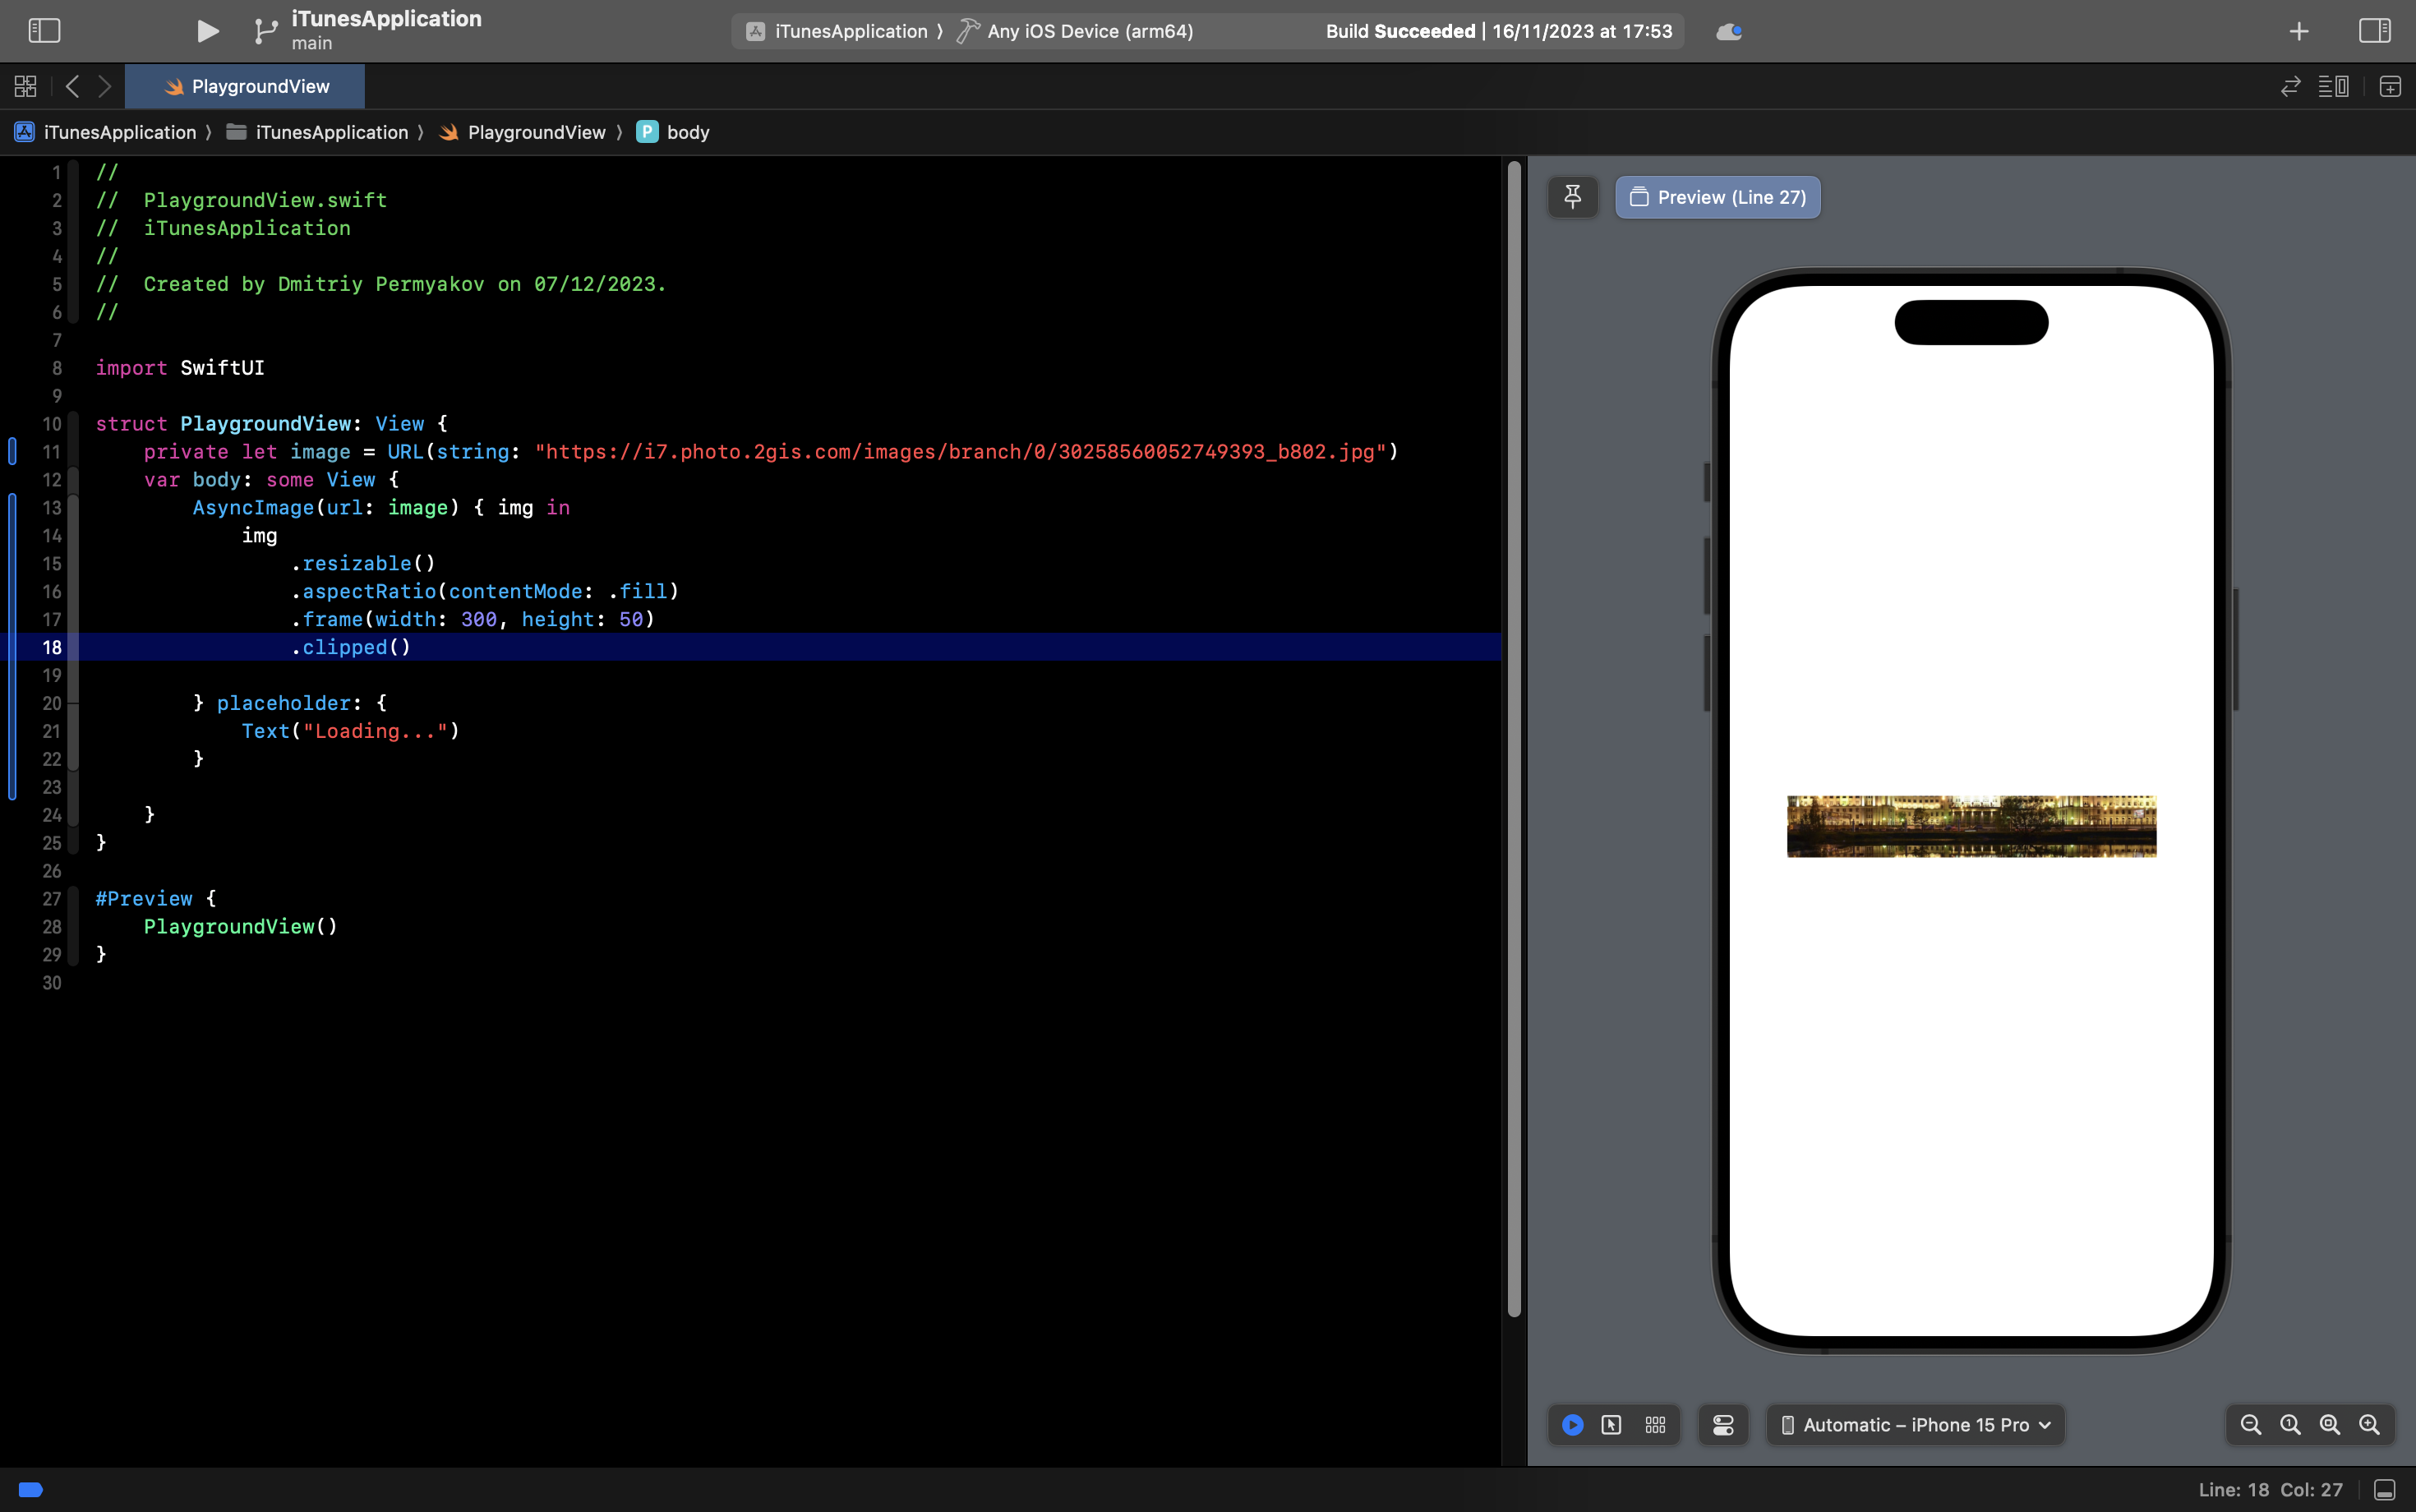 iTunesApplication
main
iTunesApplication ⟩ Any iOS Device (arm64)
Build Succeeded | 16/11/2023 at 17:53
PlaygroundView
iTunesApplication ⟩ iTunesApplication ⟩ PlaygroundView ⟩ P body
1 //
2 //  PlaygroundView.swift
3 //  iTunesApplication
4 //
5 //  Created by Dmitriy Permyakov on 07/12/2023.
6 //
7
8 import SwiftUI
9
10 struct PlaygroundView: View {
11     private let image = URL(string: "https://i7.photo.2gis.com/images/branch/0/30258560052749393_b802.jpg")
12     var body: some View {
13         AsyncImage(url: image) { img in
14             img
15                 .resizable()
16                 .aspectRatio(contentMode: .fill)
17                 .frame(width: 300, height: 50)
18                 .clipped()
19
20         } placeholder: {
21             Text("Loading...")
22         }
23
24     }
25 }
26
27 #Preview {
28     PlaygroundView()
29 }
30
Preview (Line 27)
Automatic – iPhone 15 Pro
Line: 18 Col: 27